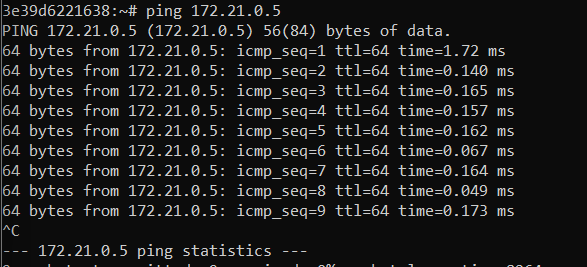 3e39d6221638:~# ping 172.21.0.5
PING 172.21.0.5 (172.21.0.5) 56(84) bytes of data.
64 bytes from 172.21.0.5: icmp_seq=1 ttl=64 time=1.72 ms
64 bytes from 172.21.0.5: icmp_seq=2 ttl=64 time=0.140 ms
64 bytes from 172.21.0.5: icmp_seq=3 ttl=64 time=0.165 ms
64 bytes from 172.21.0.5: icmp_seq=4 ttl=64 time=0.157 ms
64 bytes from 172.21.0.5: icmp_seq=5 ttl=64 time=0.162 ms
64 bytes from 172.21.0.5: icmp_seq=6 ttl=64 time=0.067 ms
64 bytes from 172.21.0.5: icmp_seq=7 ttl=64 time=0.164 ms
64 bytes from 172.21.0.5: icmp_seq=8 ttl=64 time=0.049 ms
64 bytes from 172.21.0.5: icmp_seq=9 ttl=64 time=0.173 ms
^C
--- 172.21.0.5 ping statistics ---